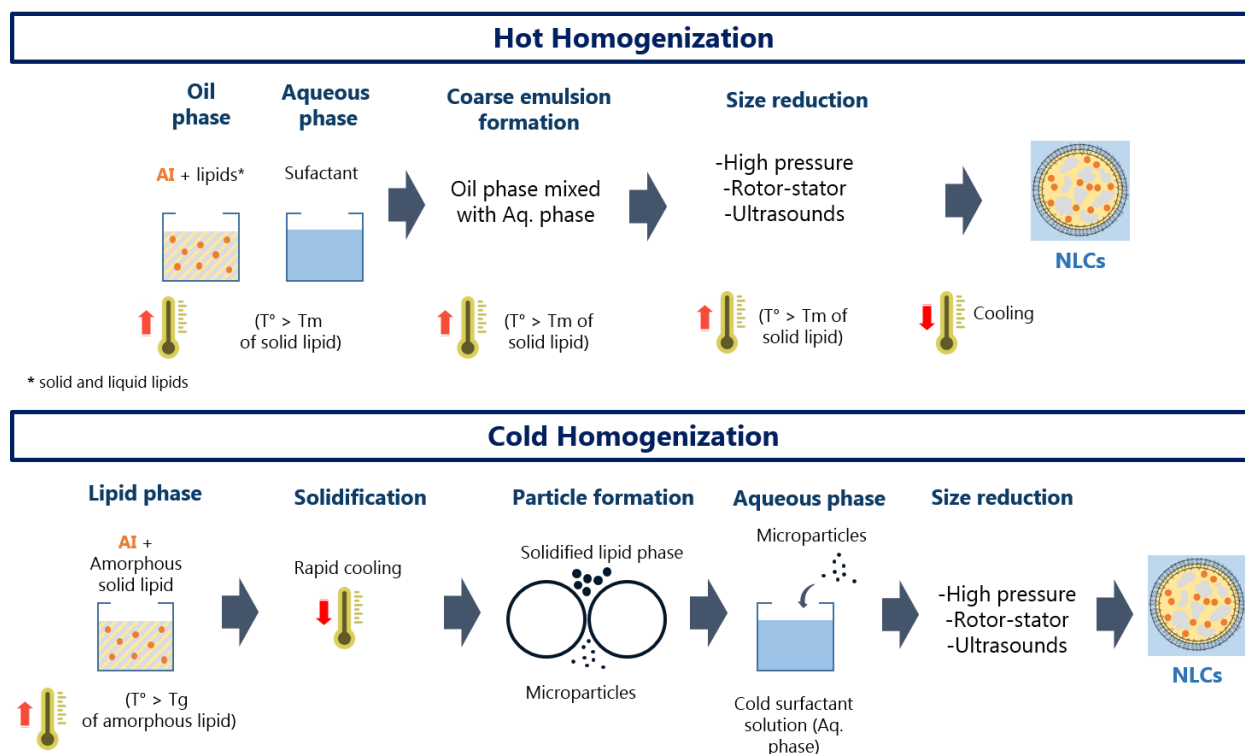 Hot Homogenization
Oil
phase
Aqueous
phase
Coarse emulsion
formation
Size reduction
AI + lipids*
Sufactant
Oil phase mixed
with Aq. phase
-High pressure
-Rotor-stator
-Ultrasounds
NLCs
(T° > Tm
of solid lipid)
(T° > Tm of
solid lipid)
(T° > Tm of
solid lipid)
Cooling
* solid and liquid lipids
Cold Homogenization
Lipid phase
Solidification
Particle formation
Aqueous phase
Size reduction
AI +
Amorphous
solid lipid
Rapid cooling
Solidified lipid phase
Microparticles
Microparticles
-High pressure
-Rotor-stator
-Ultrasounds
NLCs
(T° > Tg
of amorphous lipid)
Cold surfactant
solution (Aq.
phase)